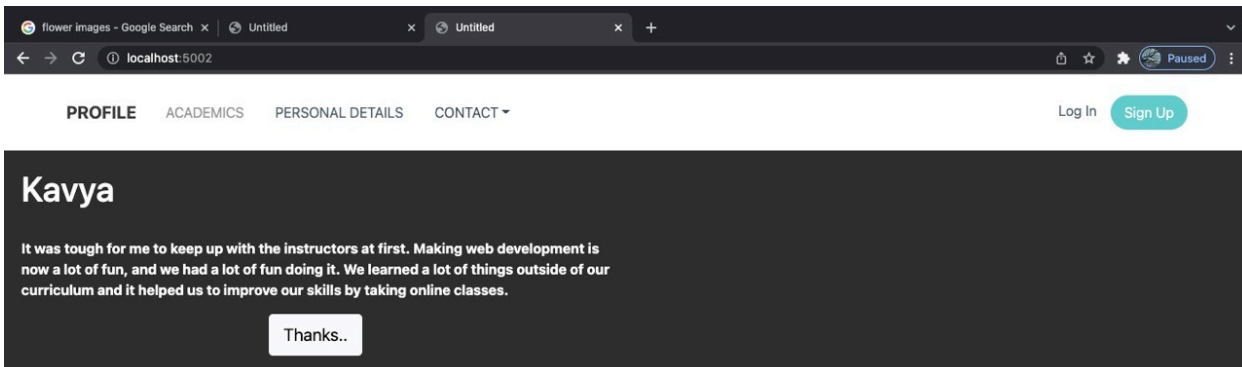 flower images - Google Search
Untitled
Untitled
localhost:5002
Paused
PROFILE ACADEMICS PERSONAL DETAILS CONTACT
Log In Sign Up
Kavya
It was tough for me to keep up with the instructors at first. Making web development is
now a lot of fun, and we had a lot of fun doing it. We learned a lot of things outside of our
curriculum and it helped us to improve our skills by taking online classes.
Thanks..